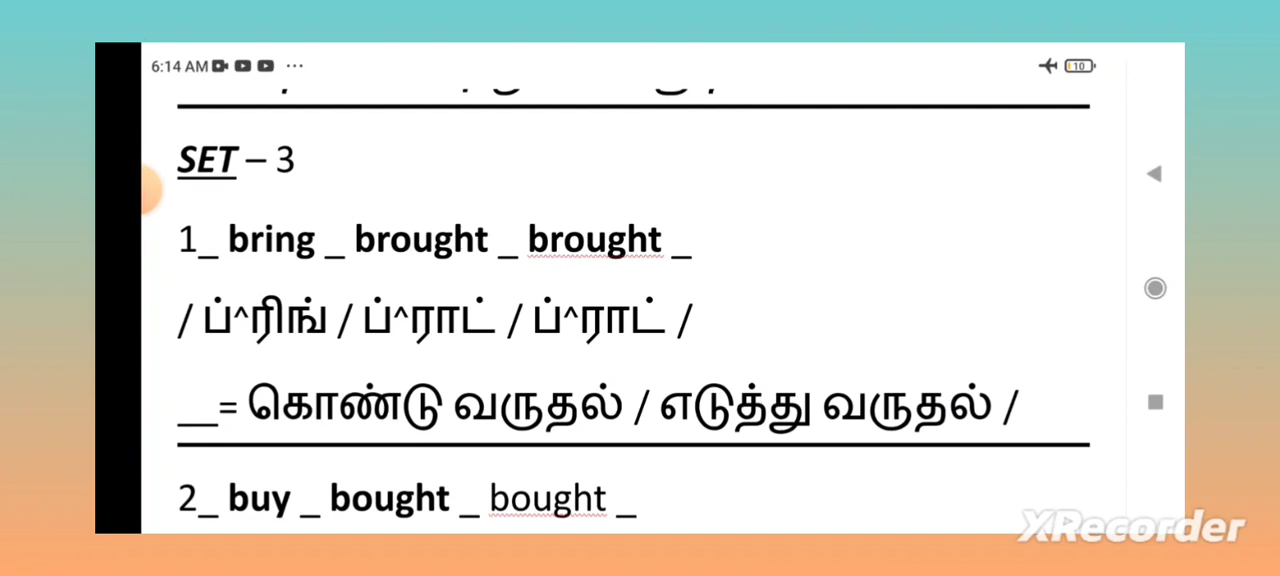 6:14 AM ...
10
SET – 3
1_ bring _ brought _ brought _
/ ப்^ரிங் / ப்^ராட் / ப்^ராட் /
__= கொண்டு வருதல் / எடுத்து வருதல் /
2_ buy _ bought _ bought _
XRecorder